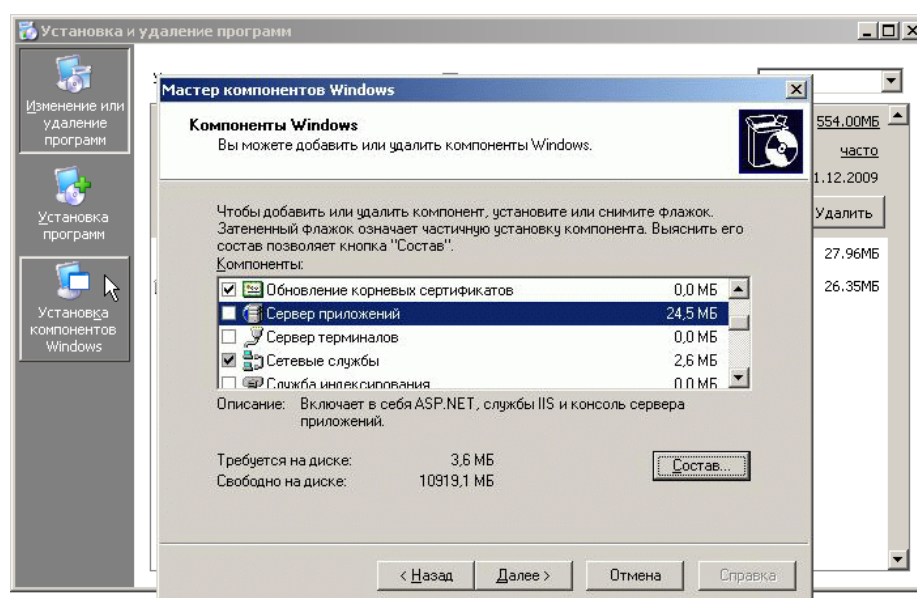 Установка и удаление программ
Изменение или
удаление
программ
Установка
программ
Установка
компонентов
Windows
Мастер компонентов Windows
Компоненты Windows
Вы можете добавить или удалить компоненты Windows.
Чтобы добавить или удалить компонент, установите или снимите флажок.
Затененный флажок означает частичную установку компонента. Выяснить его
состав позволяет кнопка "Состав".
Компоненты:
Обновление корневых сертификатов 0,0 МБ
Сервер приложений 24,5 МБ
Сервер терминалов 0,0 МБ
Сетевые службы 2,6 МБ
Служба индексирования 0,0 МБ
Описание: Включает в себя ASP.NET, службы IIS и консоль сервера
приложений.
Требуется на диске: 3,6 МБ
Свободно на диске: 10919,1 МБ
Состав...
< Назад Далее > Отмена Справка
554.00МБ
часто
1.12.2009
Удалить
27.96МБ
26.35МБ